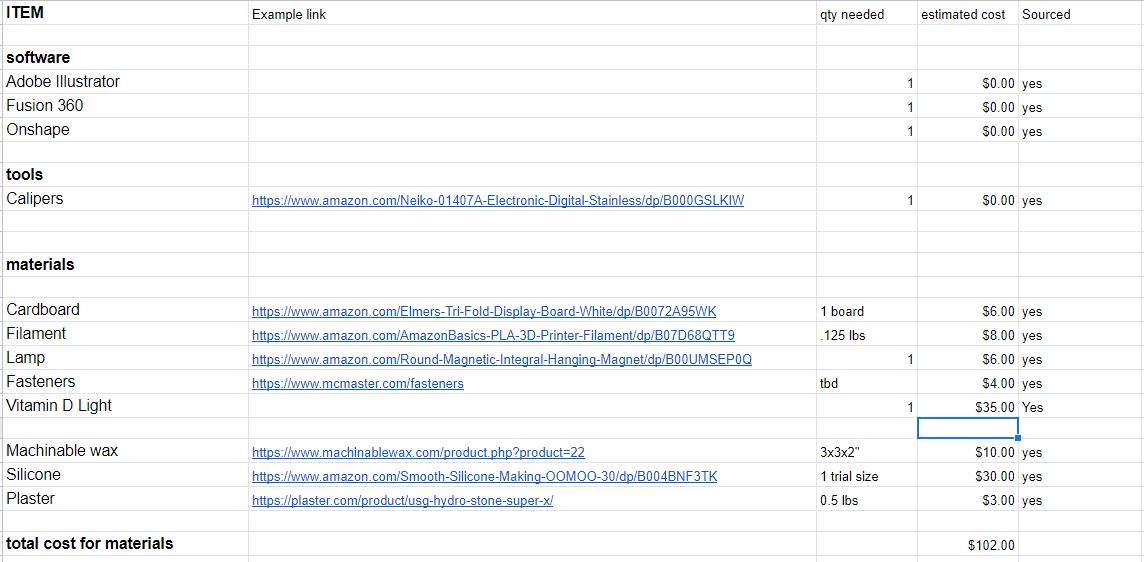 ITEM Example link qty needed estimated cost Sourced
software
Adobe Illustrator 1 $0.00 yes
Fusion 360 1 $0.00 yes
Onshape 1 $0.00 yes
tools
Calipers https://www.amazon.com/Neiko-01407A-Electronic-Digital-Stainless/dp/B000GSLKIW 1 $0.00 yes
materials
Cardboard https://www.amazon.com/Elmers-Tri-Fold-Display-Board-White/dp/B0072A95WK 1 board $6.00 yes
Filament https://www.amazon.com/AmazonBasics-PLA-3D-Printer-Filament/dp/B07D68QTT9 .125 lbs $8.00 yes
Lamp https://www.amazon.com/Round-Magnetic-Integral-Hanging-Magnet/dp/B00UMSEP0Q 1 $6.00 yes
Fasteners https://www.mcmaster.com/fasteners tbd $4.00 yes
Vitamin D Light 1 $35.00 Yes
Machinable wax https://www.machinablewax.com/product.php?product=22 3x3x2" $10.00 yes
Silicone https://www.amazon.com/Smooth-Silicone-Making-OOMOO-30/dp/B004BNF3TK 1 trial size $30.00 yes
Plaster https://plaster.com/product/usg-hydro-stone-super-x/ 0.5 lbs $3.00 yes
total cost for materials $102.00